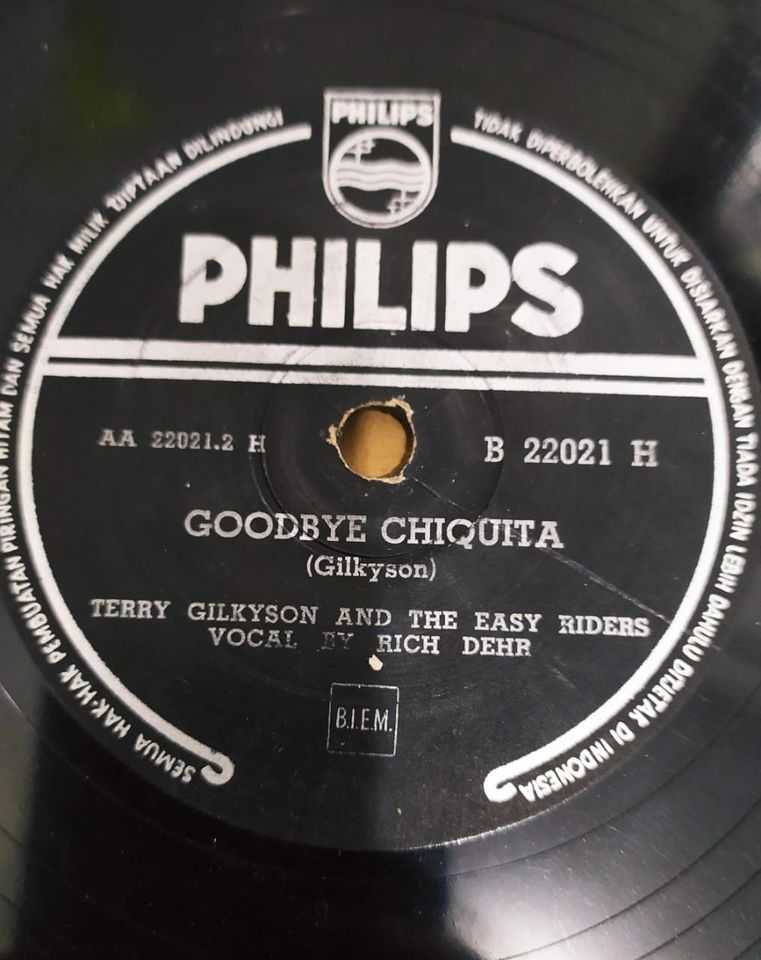 PHILIPS
PHILIPS
SEMUA HAK-HAK PEMBUATAN PIRINGAN HITAM DAN SEMUA HAK MILIK TJIPTAAN DILINDUNGI
TIDAK DIPERBOLEHKAN UNTUK DISIARKAN DENGAN TIADA IDZIN LEBIH DAHULU DITJETAK DI INDONESIA
AA 22021.2 H
B 22021 H
GOODBYE CHIQUITA
(Gilkyson)
TERRY GILKYSON AND THE EASY RIDERS
VOCAL BY RICH DEHR
B.I.E.M.